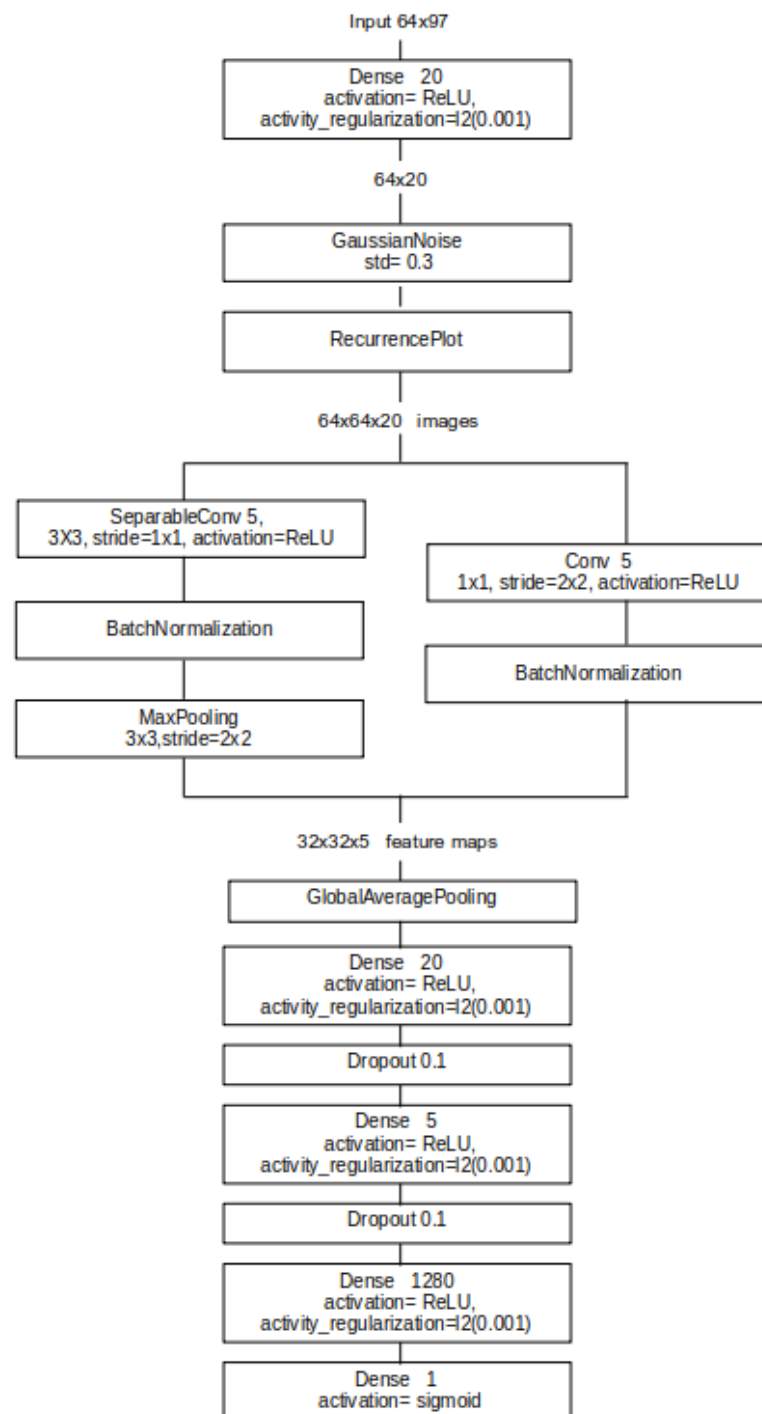 Input 64x97
Dense 20
activation= ReLU,
activity_regularization=l2(0.001)
64x20
GaussianNoise
std= 0.3
RecurrencePlot
64x64x20 images
SeparableConv 5,
3X3, stride=1x1, activation=ReLU
BatchNormalization
MaxPooling
3x3,stride=2x2
Conv 5
1x1, stride=2x2, activation=ReLU
BatchNormalization
32x32x5 feature maps
GlobalAveragePooling
Dense 20
activation= ReLU,
activity_regularization=l2(0.001)
Dropout 0.1
Dense 5
activation= ReLU,
activity_regularization=l2(0.001)
Dropout 0.1
Dense 1280
activation= ReLU,
activity_regularization=l2(0.001)
Dense 1
activation= sigmoid